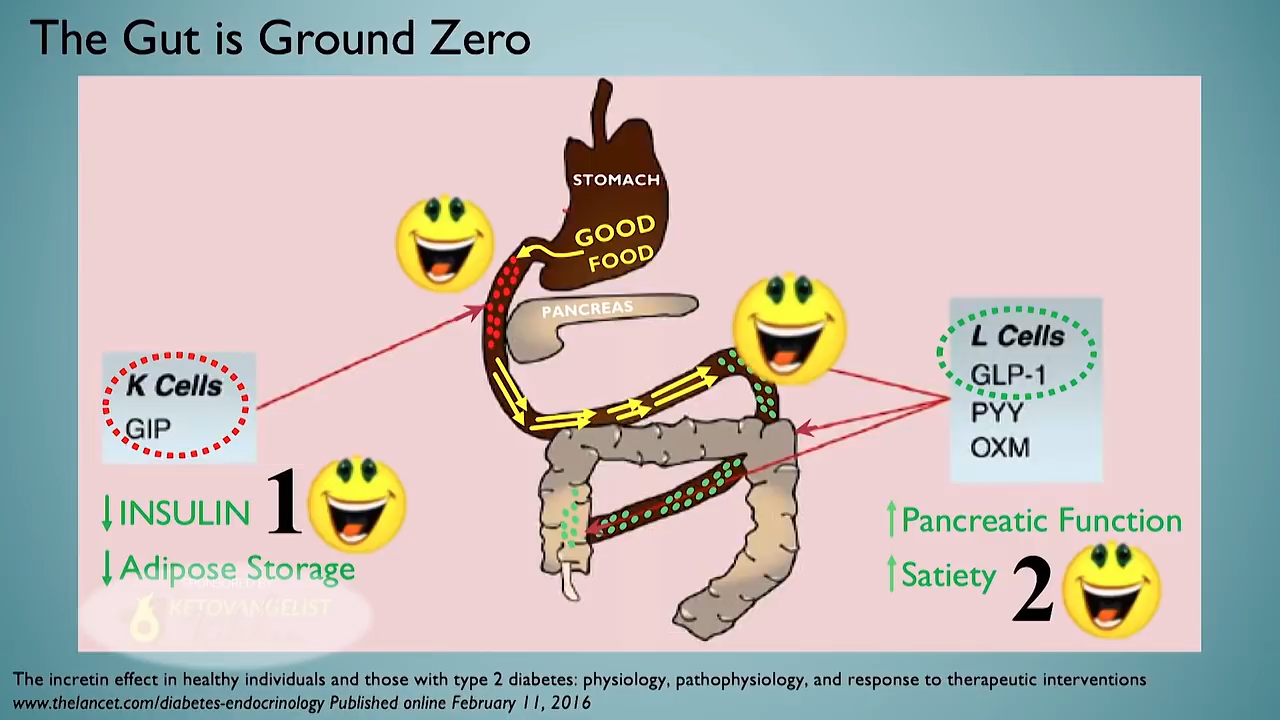 The Gut is Ground Zero
STOMACH
GOOD
FOOD
PANCREAS
K Cells
GIP
L Cells
GLP-1
PYY
OXM
↓INSULIN 1
↓Adipose Storage
↑Pancreatic Function
↑Satiety 2
KETOVANGELIST
The incretin effect in healthy individuals and those with type 2 diabetes: physiology, pathophysiology, and response to therapeutic interventions
www.thelancet.com/diabetes-endocrinology Published online February 11, 2016